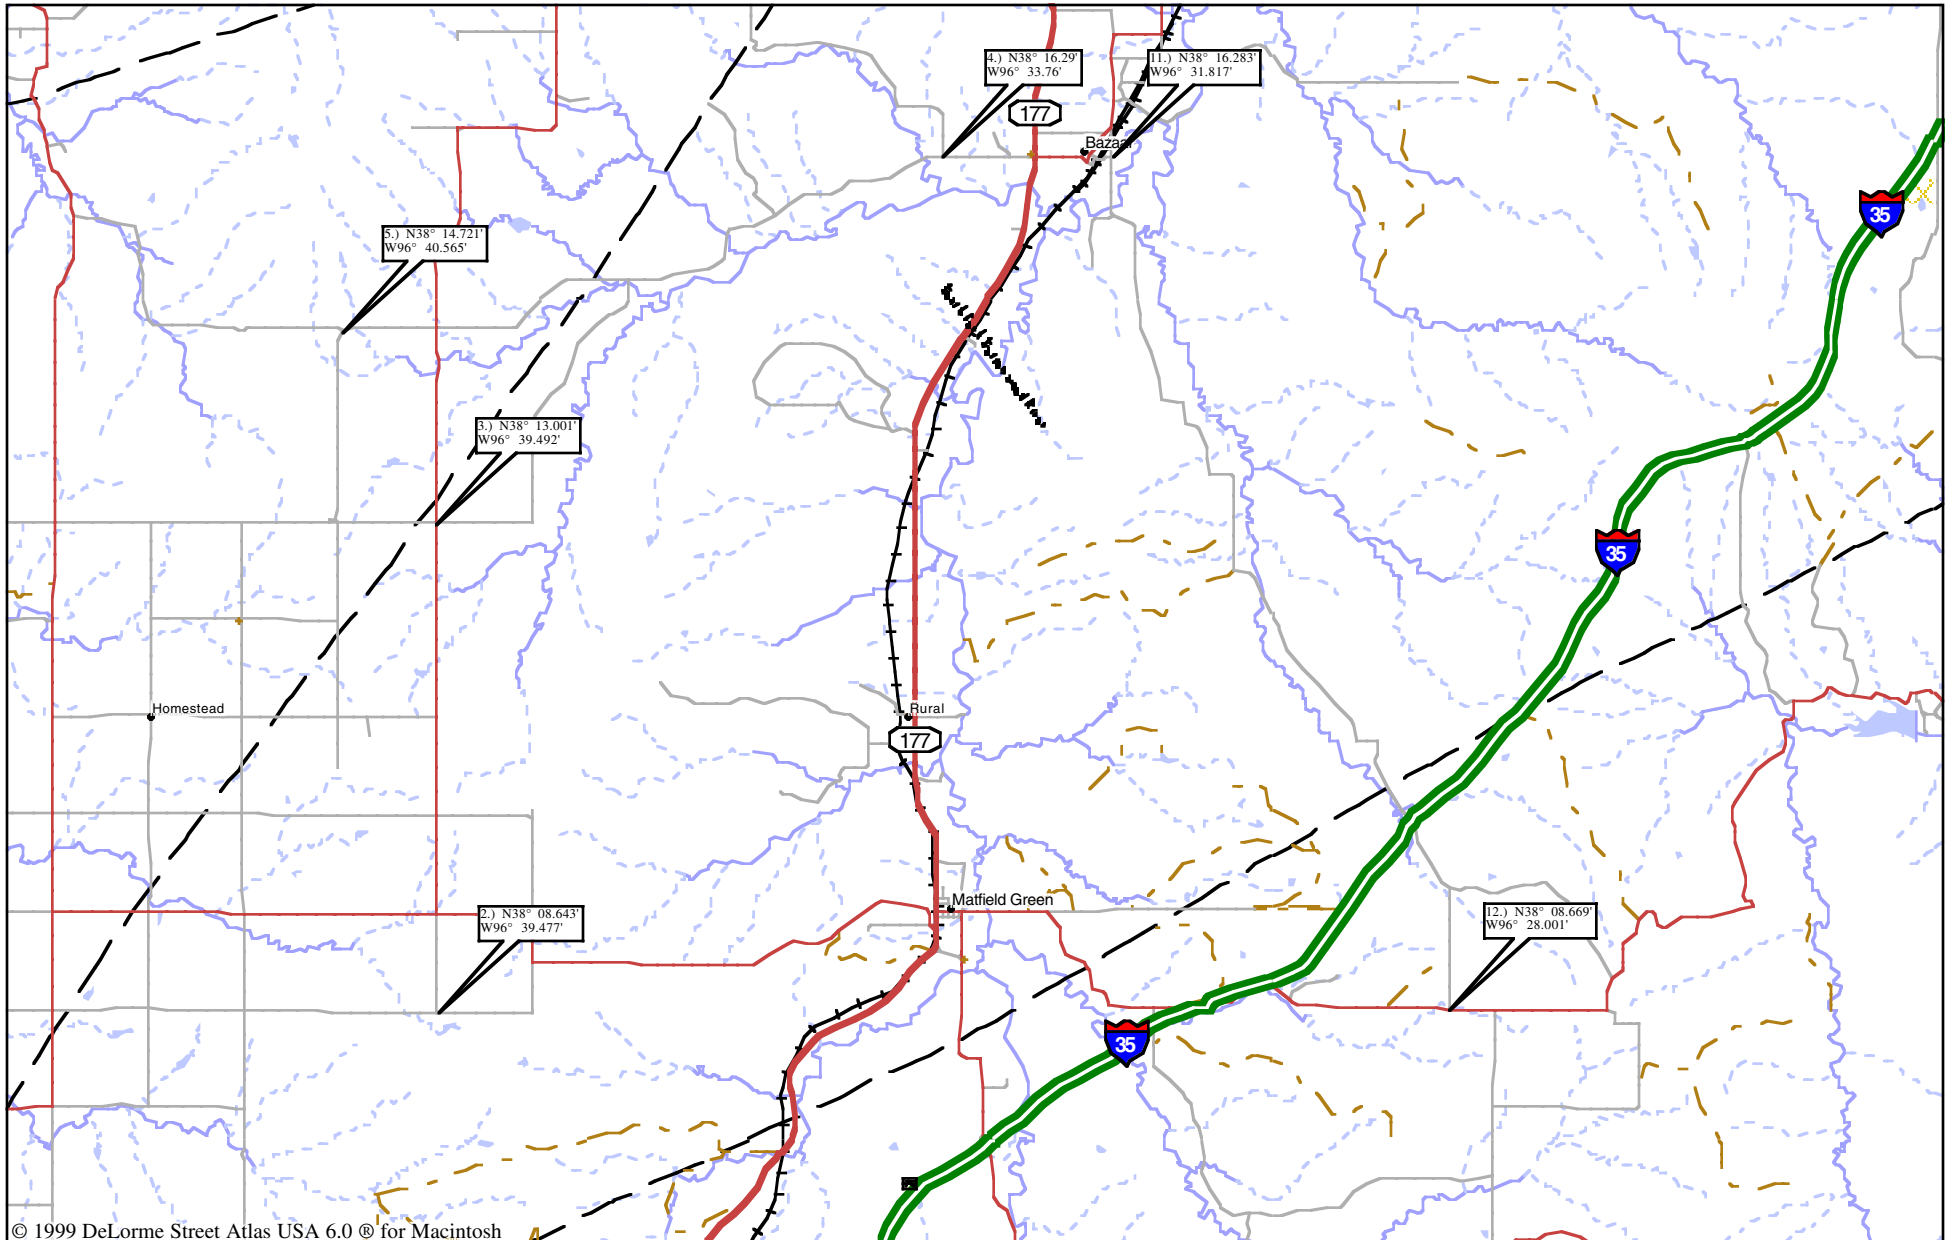 4.) N38° 16.29'
W96° 33.76'
11.) N38° 16.283'
W96° 31.817'
177
Bazaar
35
5.) N38° 14.721'
W96° 40.565'
3.) N38° 13.001'
W96° 39.492'
35
Homestead
Rural
177
Matfield Green
2.) N38° 08.643'
W96° 39.477'
12.) N38° 08.669'
W96° 28.001'
35
© 1999 DeLorme Street Atlas USA 6.0 ® for Macintosh